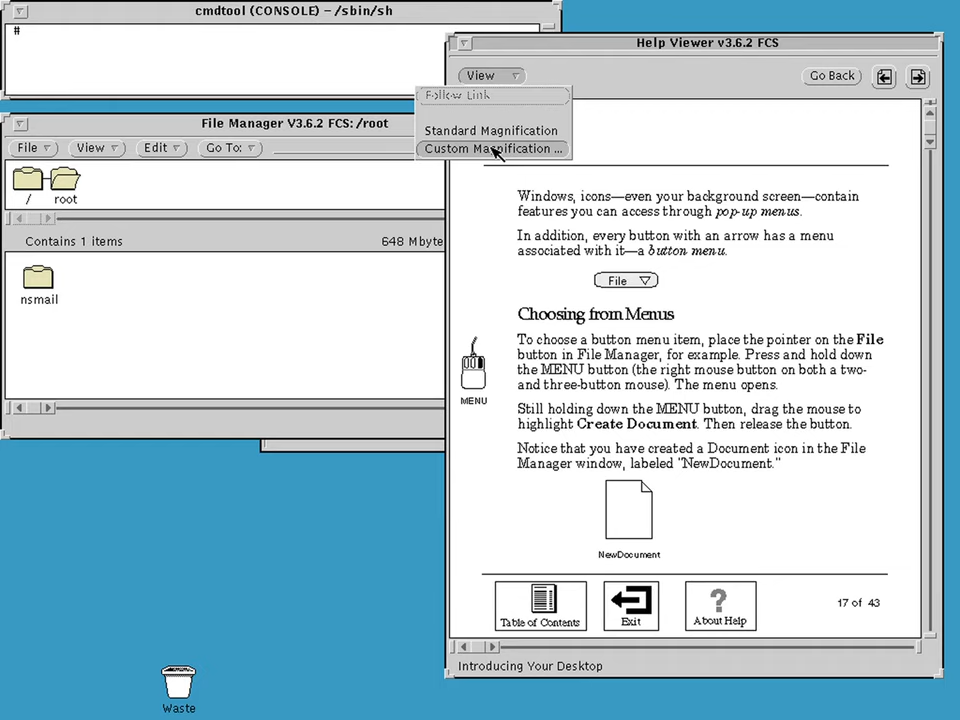 cmdtool (CONSOLE) - /sbin/sh
#
File Manager V3.6.2 FCS: /root
File
View
Edit
Go To:
/
root
Contains 1 items
648 Mbyte
nsmail
Help Viewer v3.6.2 FCS
View
Go Back
Follow Link
Standard Magnification
Custom Magnification ...
Windows, icons—even your background screen—contain
features you can access through pop-up menus.
In addition, every button with an arrow has a menu
associated with it—a button menu.
File
Choosing from Menus
To choose a button menu item, place the pointer on the File
button in File Manager, for example. Press and hold down
the MENU button (the right mouse button on both a two-
and three-button mouse). The menu opens.
MENU
Still holding down the MENU button, drag the mouse to
highlight Create Document. Then release the button.
Notice that you have created a Document icon in the File
Manager window, labeled "NewDocument."
NewDocument
Table of Contents
Exit
?
About Help
17 of 43
Introducing Your Desktop
Waste